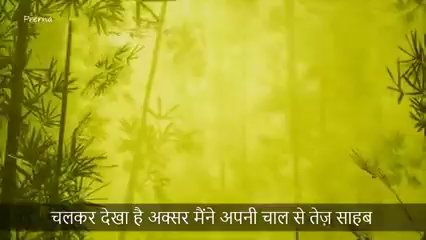 Prerna
चलकर देखा है अक्सर मैंने अपनी चाल से तेज़ साहब